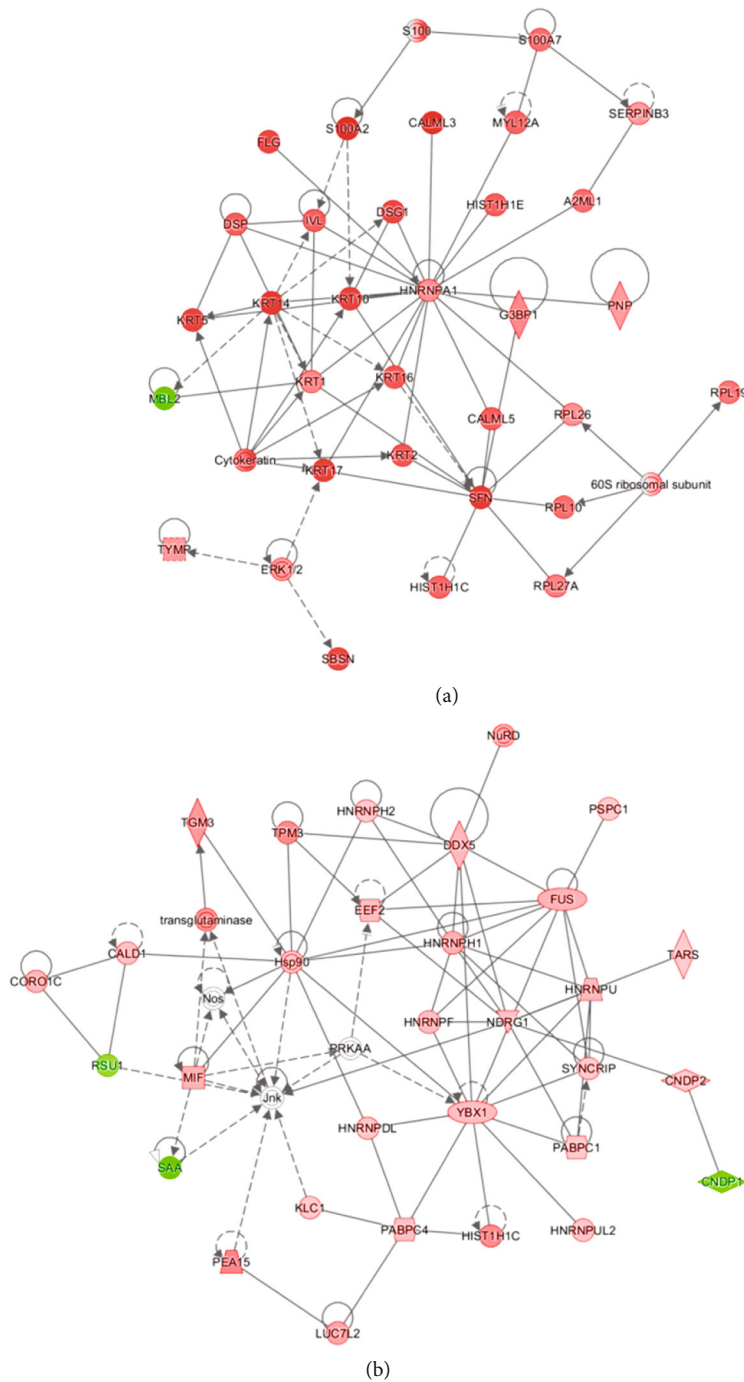 S100
S100A7
S100A2
CALML3
MYL12A
SERPINB3
FLG
DSP
IVL
DSG1
HIST1H1E
A2ML1
HNRNPA1
KRT14
KRT10
KRT5
G3BP1
PNP
MBL2
KRT1
KRT16
CALML5
RPL26
RPL19
Cytokeratin
KRT17
KRT2
SFN
60S ribosomal subunit
RPL10
TYMP
ERK1/2
HIST1H1C
RPL27A
SBSN
(a)
NuRD
HNRNPH2
PSPC1
TGM3
TPM3
DDX5
FUS
EEF2
transglutaminase
CALD1
Hsp90
HNRNPH1
TARS
CORO1C
Nos
HNRNPU
HNRNPF
NDRG1
RSU1
MIF
PRKAA
SYNCRIP
CNDP2
Jnk
YBX1
HNRNPDL
PABPC1
SAA
CNDP1
KLC1
PABPC4
HIST1H1C
HNRNPUL2
PEA15
LUC7L2
(b)